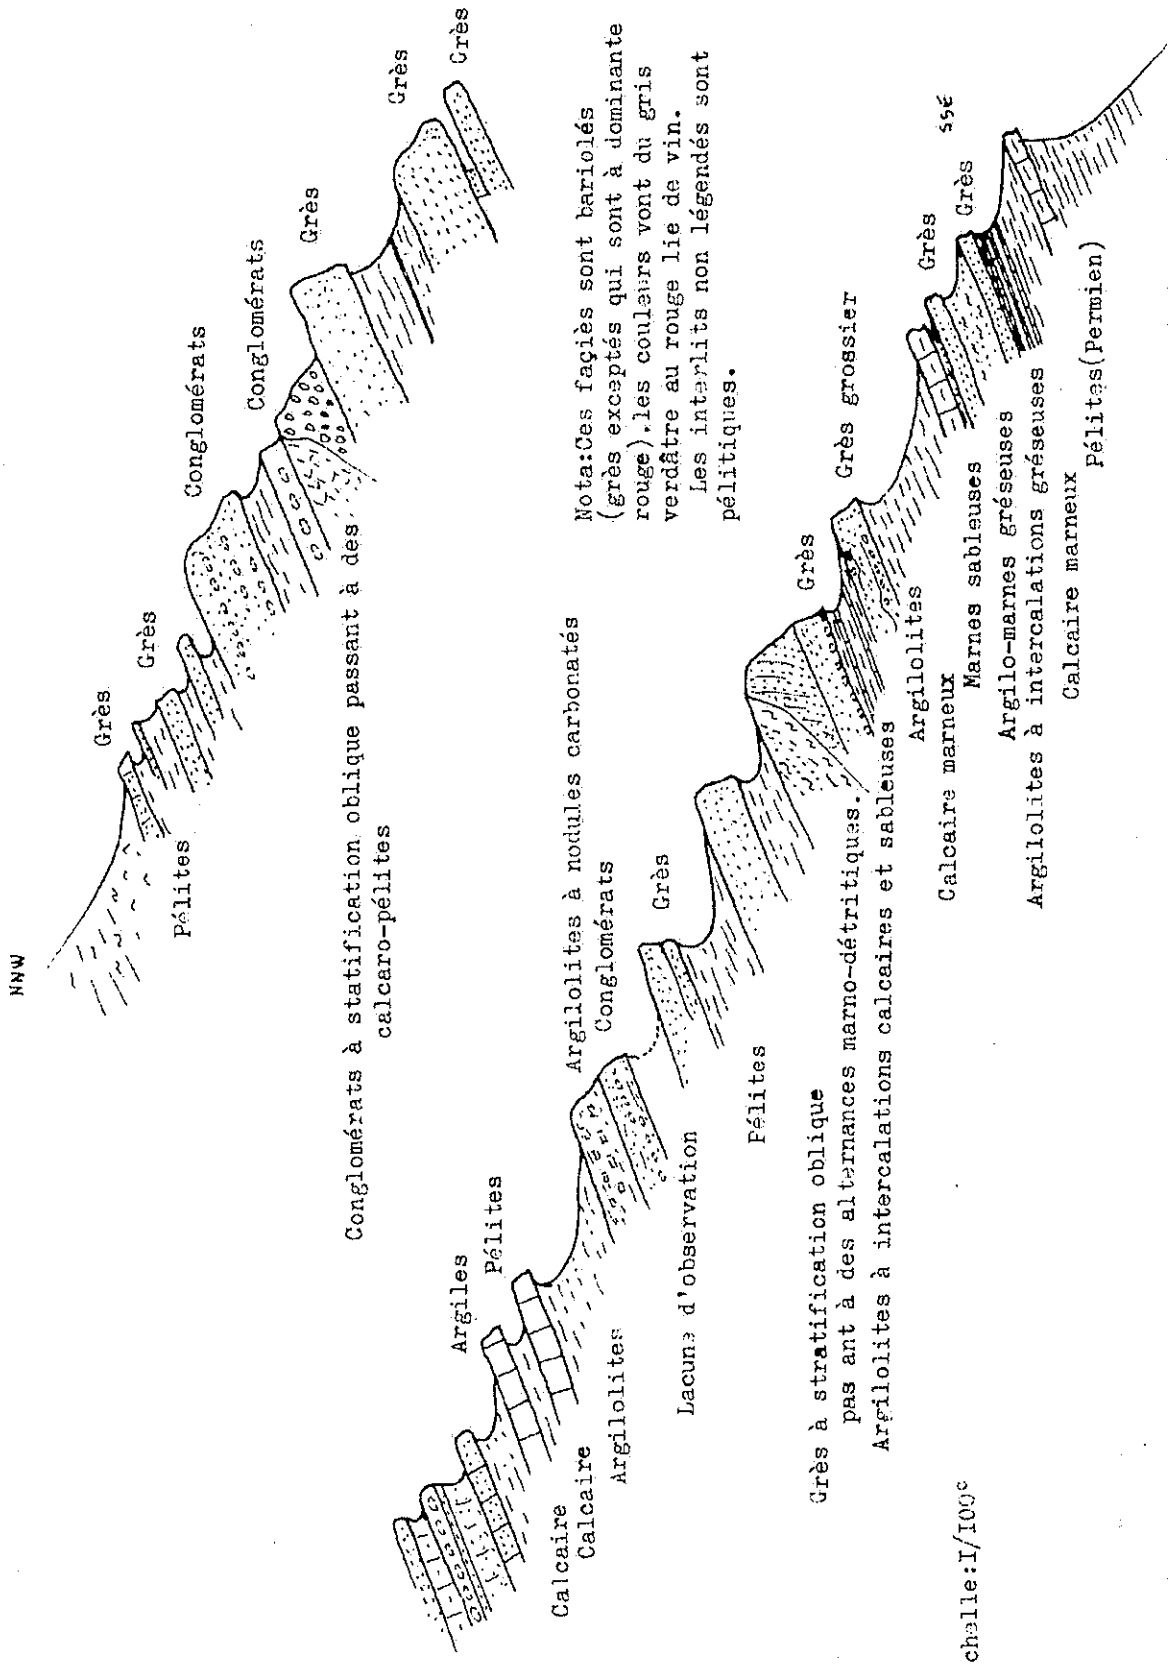 NNW
Grès
Grès
Pélites
Conglomérats
Conglomérats
Grès
Grès
Grès
Conglomérats à statification oblique passant à des
calcaro-pélites
Nota:Ces façiès sont bariolés
(grès exceptés qui sont à dominante
rouge).les couleurs vont du gris
verdâtre au rouge lie de vin.
Les interlits non légendés sont
pélitiques.
Argiles
Pélites
Calcaire
Calcaire
Argilolites
Argilolites à nodules carbonatés
Conglomérats
Lacune d'observation
Grès
Pélites
Grès à stratification oblique
pas ant à des alternances marno-détritiques.
Argilolites à intercalations calcaires et sableuses
Grès
Grès grossier
Argilolites
Calcaire marneux
Grès
Marnes sableuses
Grès
SSE
Argilo-marnes gréseuses
Argilolites à intercalations gréseuses
Calcaire marneux
Pélites(Permien)
chelle:I/100e